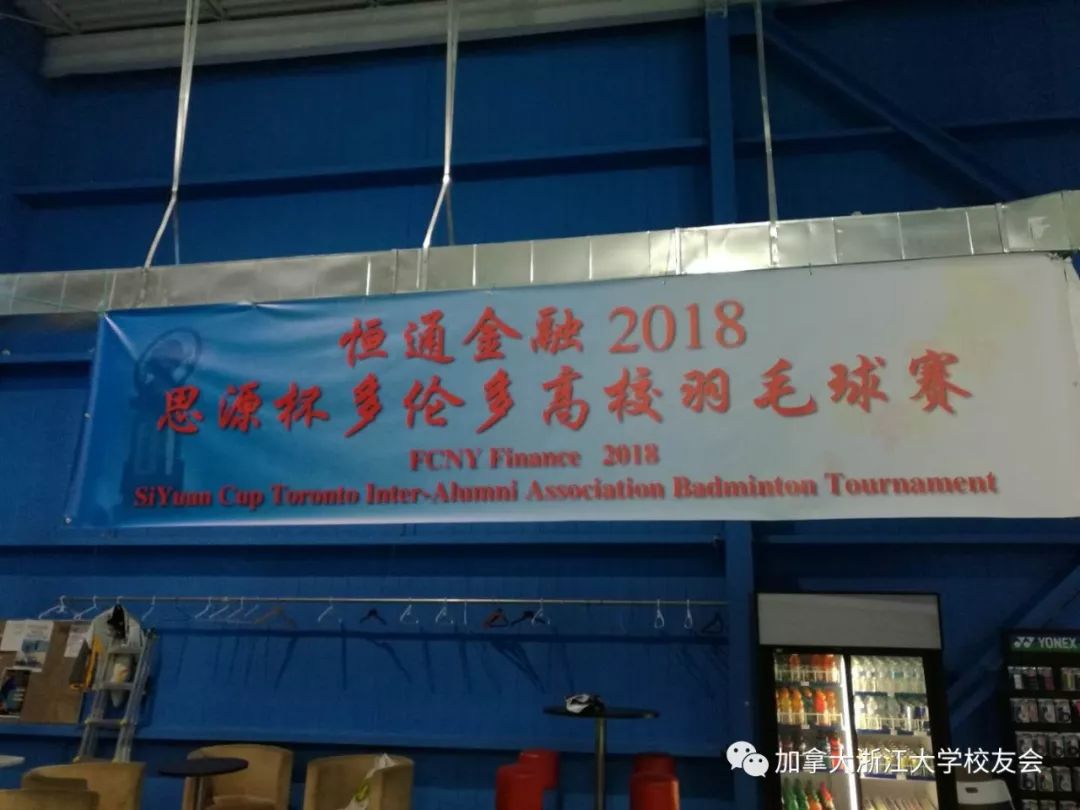 恒通金融 2018
思源杯多伦多高校羽毛球赛
FCNY Finance 2018
SiYuan Cup Toronto Inter-Alumni Association Badminton Tournament
YONEX
加拿大浙江大学校友会